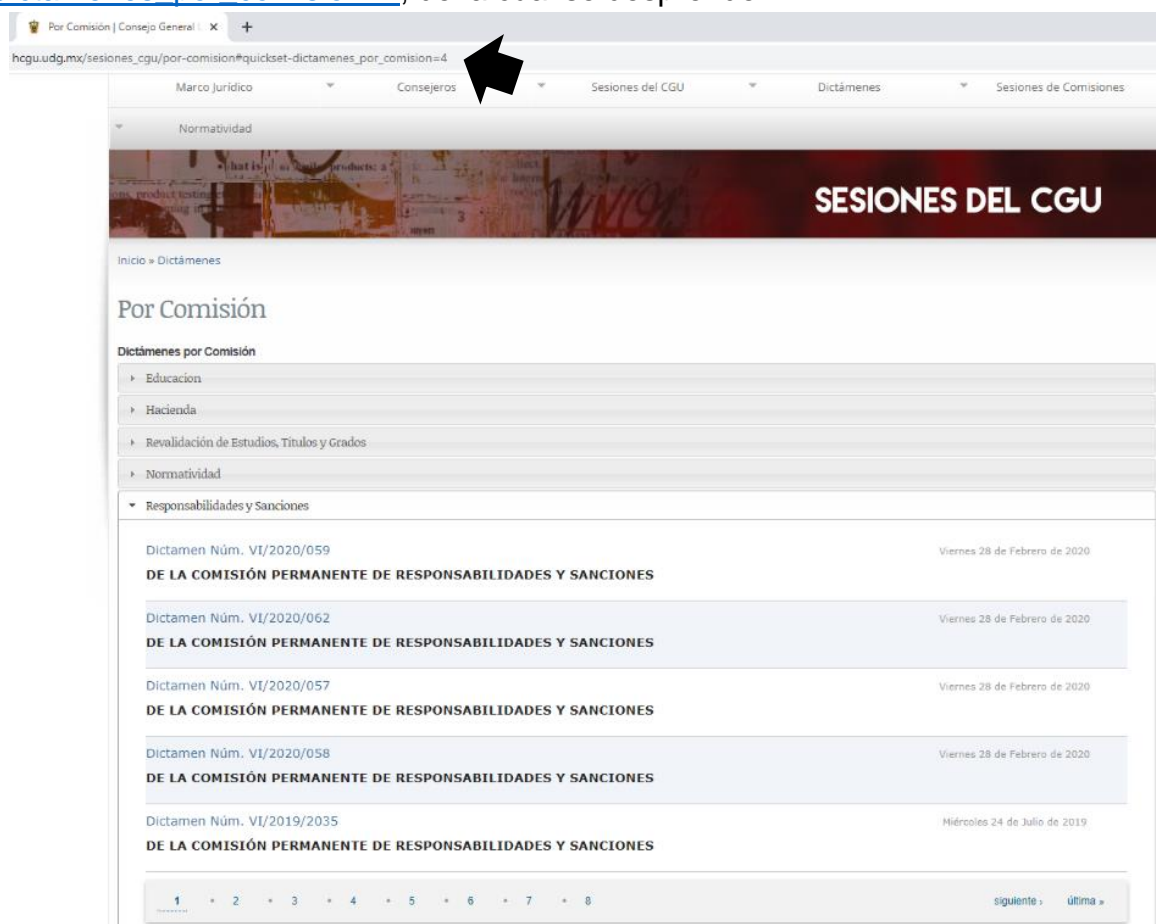 Por Comisión | Consejo General
hcgu.udg.mx/sesiones_cgu/por-comision#quickset-dictamenes_por_comision=4
Marco Jurídico Consejeros Sesiones del CGU Dictámenes Sesiones de Comisiones
Normatividad
SESIONES DEL CGU
Inicio » Dictámenes
Por Comisión
Dictámenes por Comisión
Educacion
Hacienda
Revalidación de Estudios, Títulos y Grados
Normatividad
Responsabilidades y Sanciones
Dictamen Núm. VI/2020/059 Viernes 28 de Febrero de 2020
DE LA COMISIÓN PERMANENTE DE RESPONSABILIDADES Y SANCIONES
Dictamen Núm. VI/2020/062 Viernes 28 de Febrero de 2020
DE LA COMISIÓN PERMANENTE DE RESPONSABILIDADES Y SANCIONES
Dictamen Núm. VI/2020/057 Viernes 28 de Febrero de 2020
DE LA COMISIÓN PERMANENTE DE RESPONSABILIDADES Y SANCIONES
Dictamen Núm. VI/2020/058 Viernes 28 de Febrero de 2020
DE LA COMISIÓN PERMANENTE DE RESPONSABILIDADES Y SANCIONES
Dictamen Núm. VI/2019/2035 Miércoles 24 de Julio de 2019
DE LA COMISIÓN PERMANENTE DE RESPONSABILIDADES Y SANCIONES
1 2 3 4 5 6 7 8 siguiente › última »